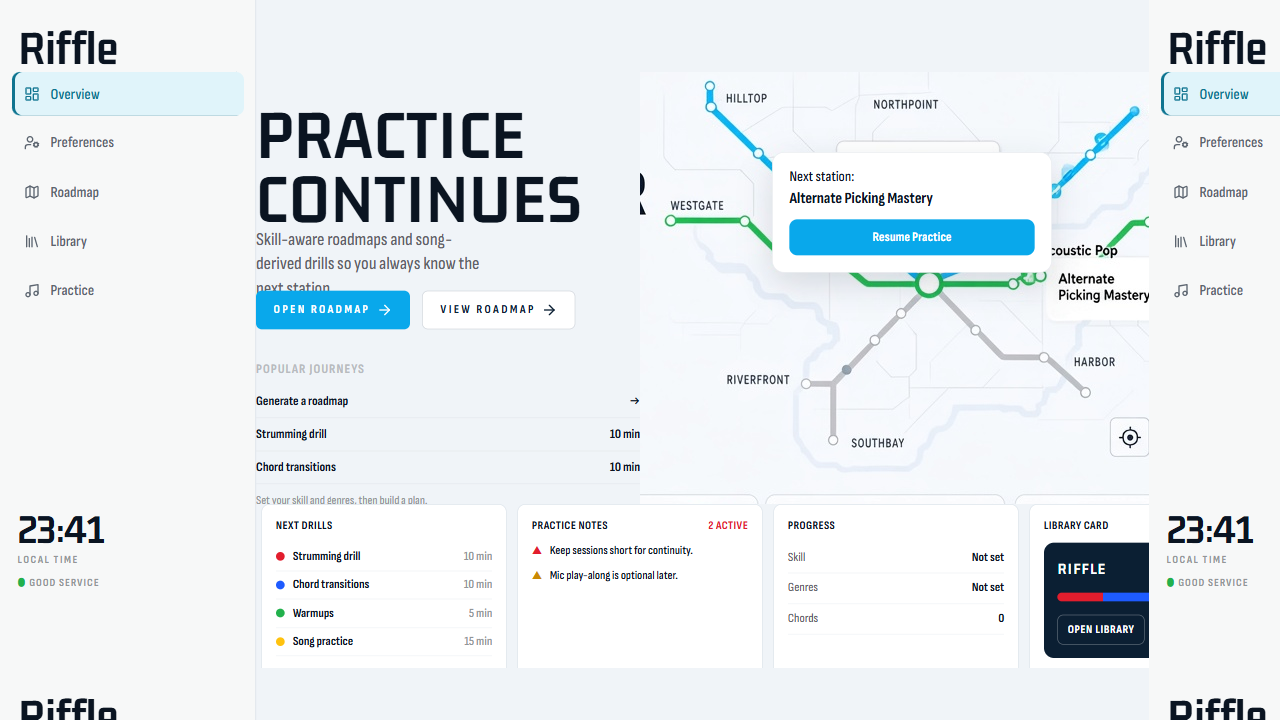 Riffle
Overview
Preferences
Roadmap
Library
Practice
23:41
LOCAL TIME
GOOD SERVICE
Riffle
PRACTICE
CONTINUES
Skill-aware roadmaps and song-
derived drills so you always know the
next station.
OPEN ROADMAP
VIEW ROADMAP
POPULAR JOURNEYS
Generate a roadmap
Strumming drill 10 min
Chord transitions 10 min
Set your skill and genres, then build a plan.
HILLTOP
NORTHPOINT
WESTGATE
Next station:
Alternate Picking Mastery
Resume Practice
coustic Pop
Alternate
Picking Mastery
RIVERFRONT
HARBOR
SOUTHBAY
NEXT DRILLS
Strumming drill 10 min
Chord transitions 10 min
Warmups 5 min
Song practice 15 min
PRACTICE NOTES 2 ACTIVE
Keep sessions short for continuity.
Mic play-along is optional later.
PROGRESS
Skill Not set
Genres Not set
Chords 0
LIBRARY CARD
RIFFLE
OPEN LIBRARY
Riffle
Overview
Preferences
Roadmap
Library
Practice
23:41
LOCAL TIME
GOOD SERVICE
Riffle